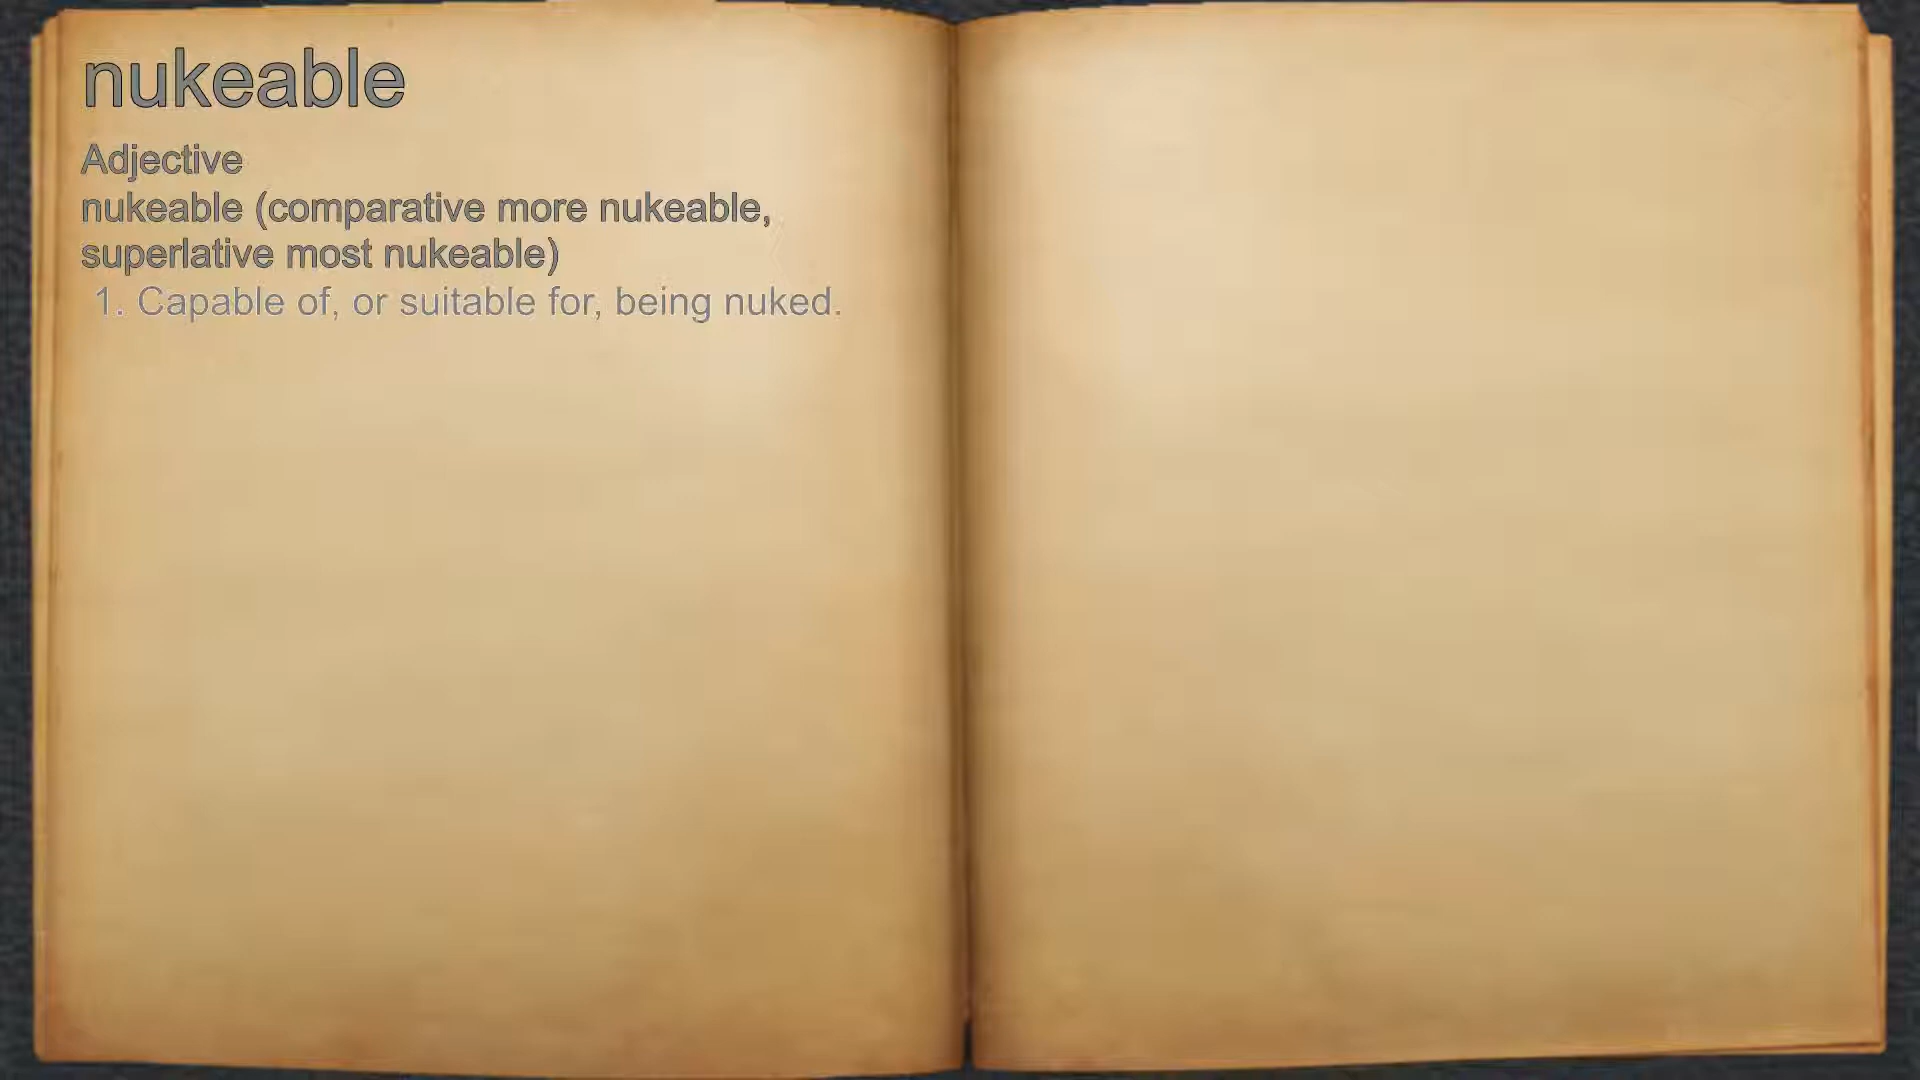 nukeable
Adjective
nukeable (comparative more nukeable,
superlative most nukeable)
1. Capable of, or suitable for, being nuked.